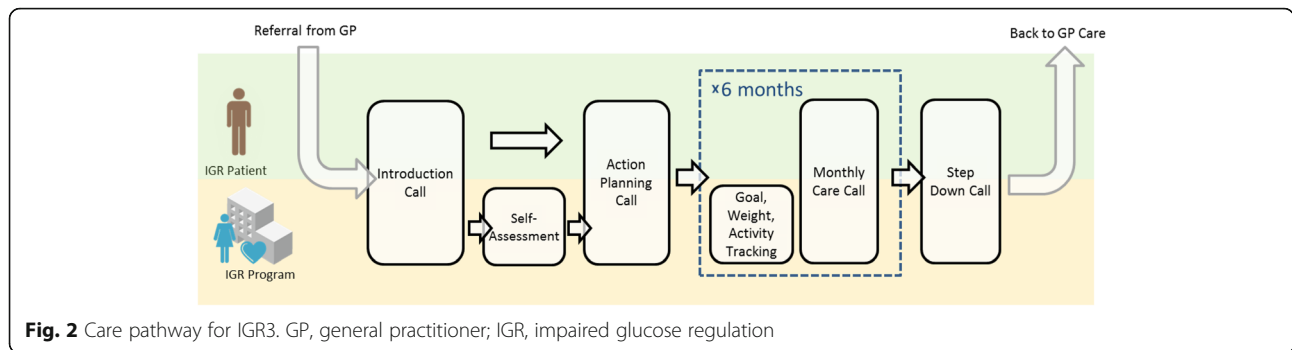 Referral from GP
Back to GP Care
IGR Patient
IGR Program
Introduction
Call
Self-
Assessment
Action
Planning
Call
x6 months
Goal,
Weight,
Activity
Tracking
Monthly
Care Call
Step
Down Call
Fig. 2 Care pathway for IGR3. GP, general practitioner; IGR, impaired glucose regulation